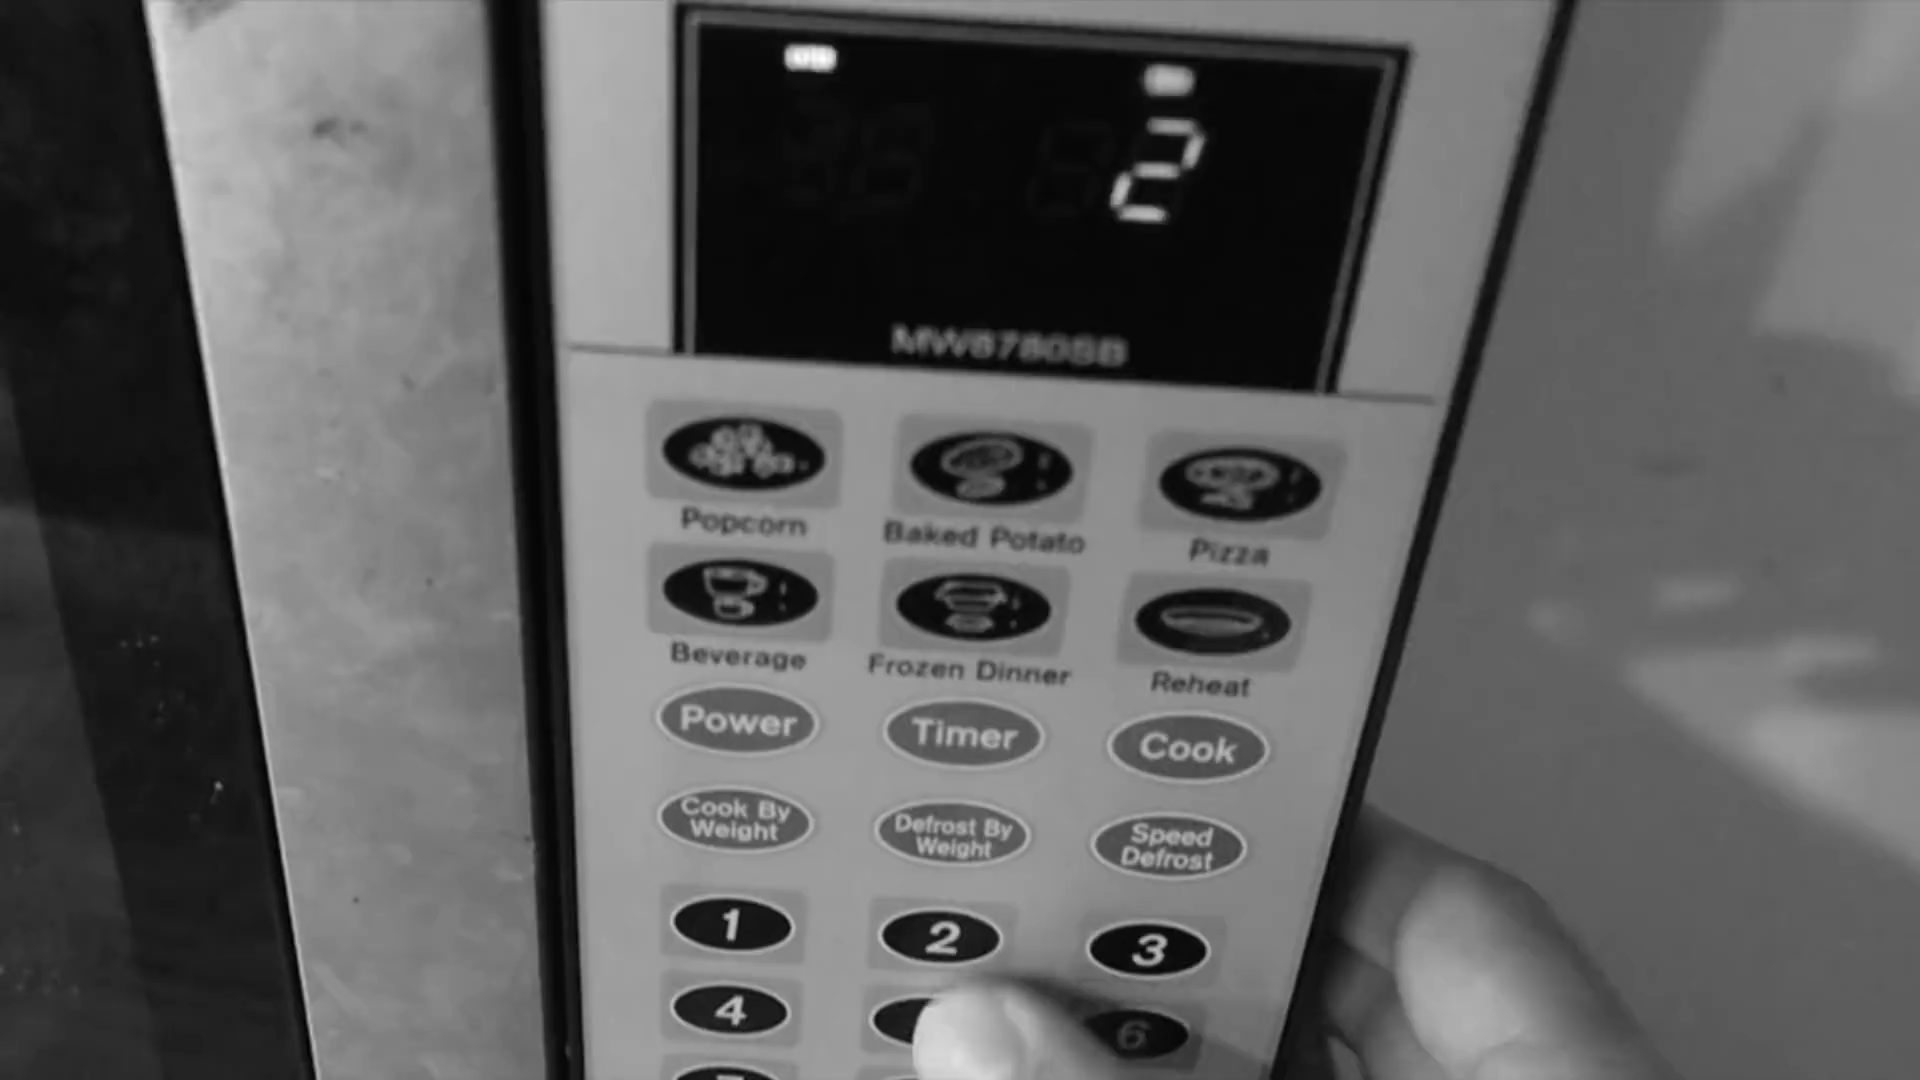 2
MW8780SB
Popcorn
Baked Potato
Pizza
Beverage
Frozen Dinner
Reheat
Power
Timer
Cook
Cook By
Weight
Defrost By
Weight
Speed
Defrost
1
2
3
4
6